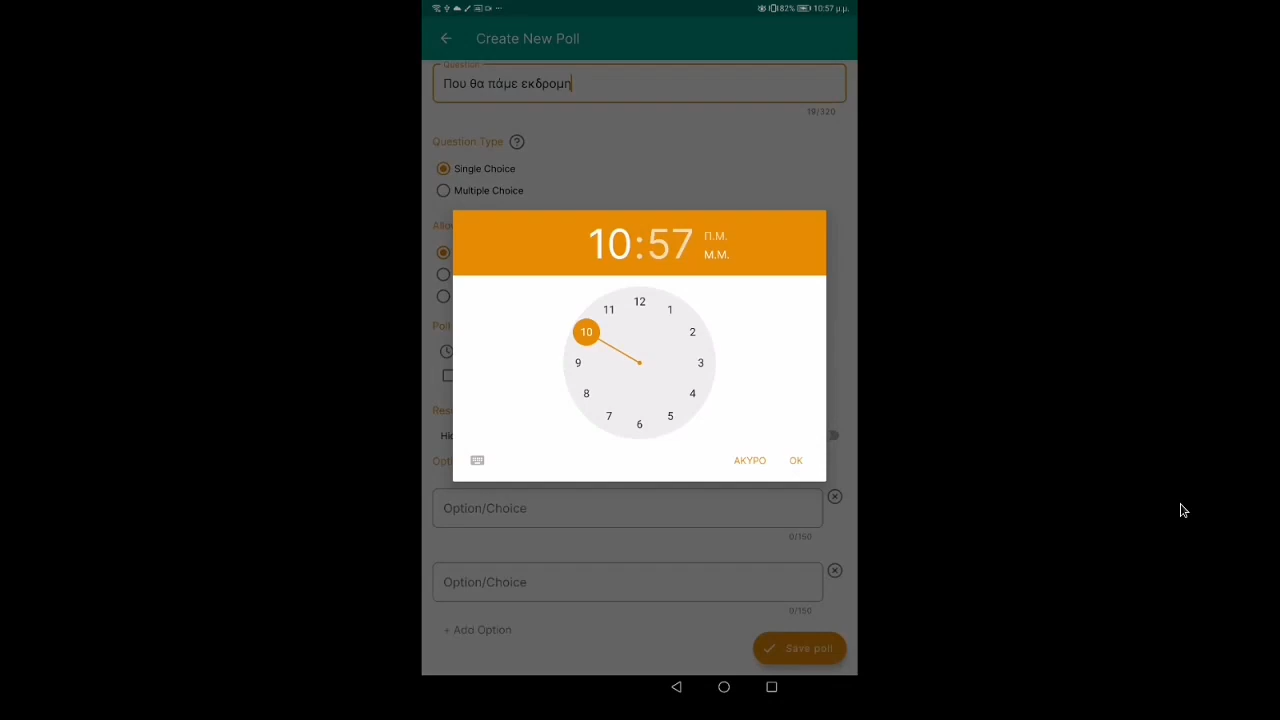 82% 10:57 μ.μ.
Create New Poll
Question
Που θα πάμε εκδρομη
19/320
Question Type ?
Single Choice
Multiple Choice
10:57 Π.Μ.
Μ.Μ.
12
11 1
10 2
9 3
8 4
7 5
6
ΑΚΥΡΟ ΟΚ
Option/Choice
0/150
Option/Choice
0/150
+ Add Option
Save poll